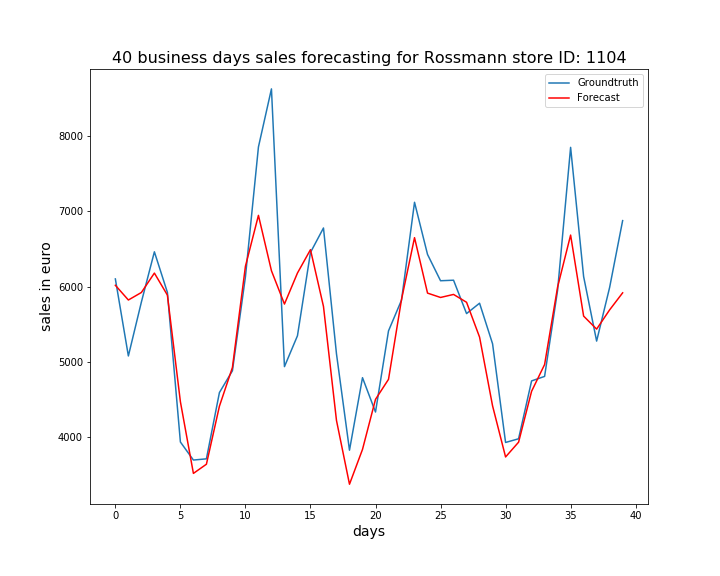 40 business days sales forecasting for Rossmann store ID: 1104
Groundtruth
Forecast
8000
7000
6000
5000
4000
sales in euro
0 5 10 15 20 25 30 35 40
days